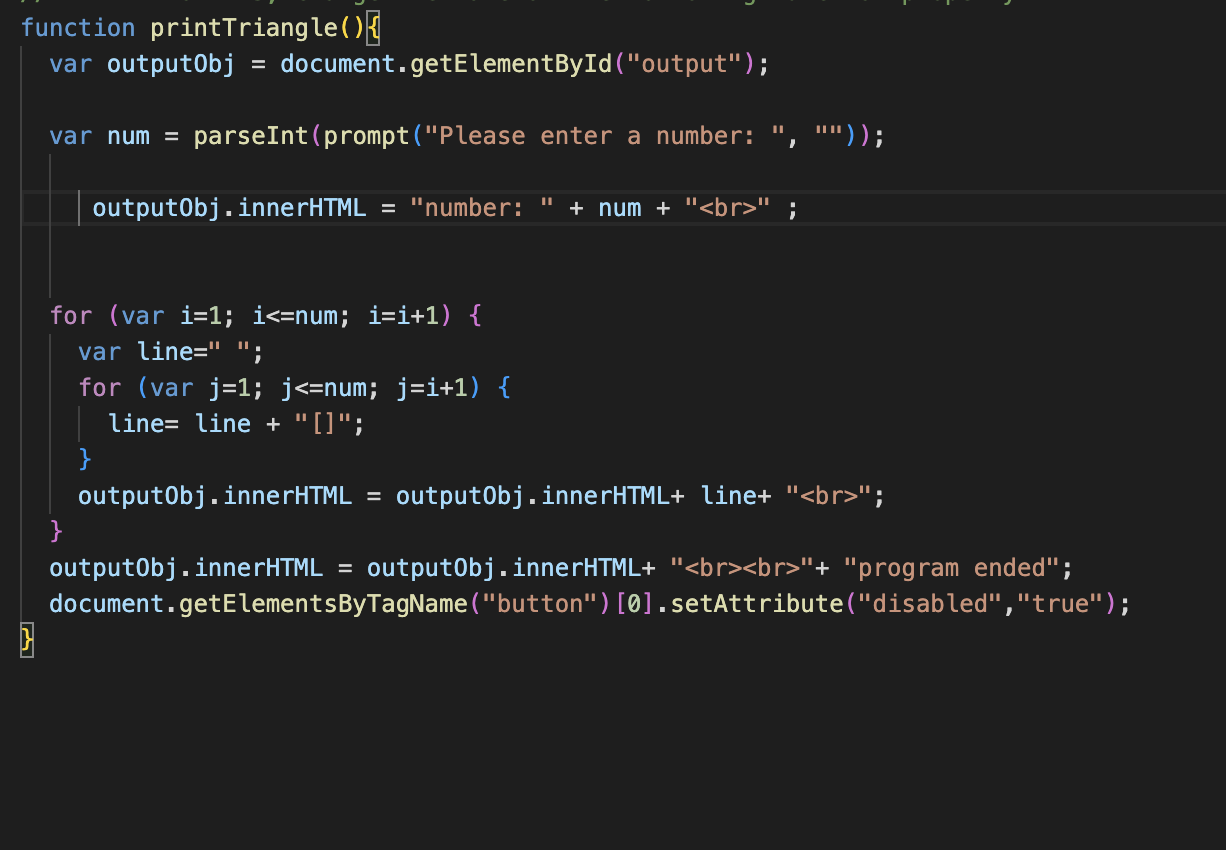 function printTriangle(){
var outputObj = document.getElementById("output");
var num = parseInt(prompt("Please enter a number: ", ""));
outputObj.innerHTML = "number: " + num + "<br>" ;
for (var i=1; i<=num; i=i+1) {
var line=" ";
for (var j=1; j<=num; j=i+1) {
line= line + "[]";
}
outputObj.innerHTML = outputObj.innerHTML+ line+ "<br>";
}
outputObj.innerHTML = outputObj.innerHTML+ "<br><br>"+ "program ended";
document.getElementsByTagName("button")[0].setAttribute("disabled","true");
}